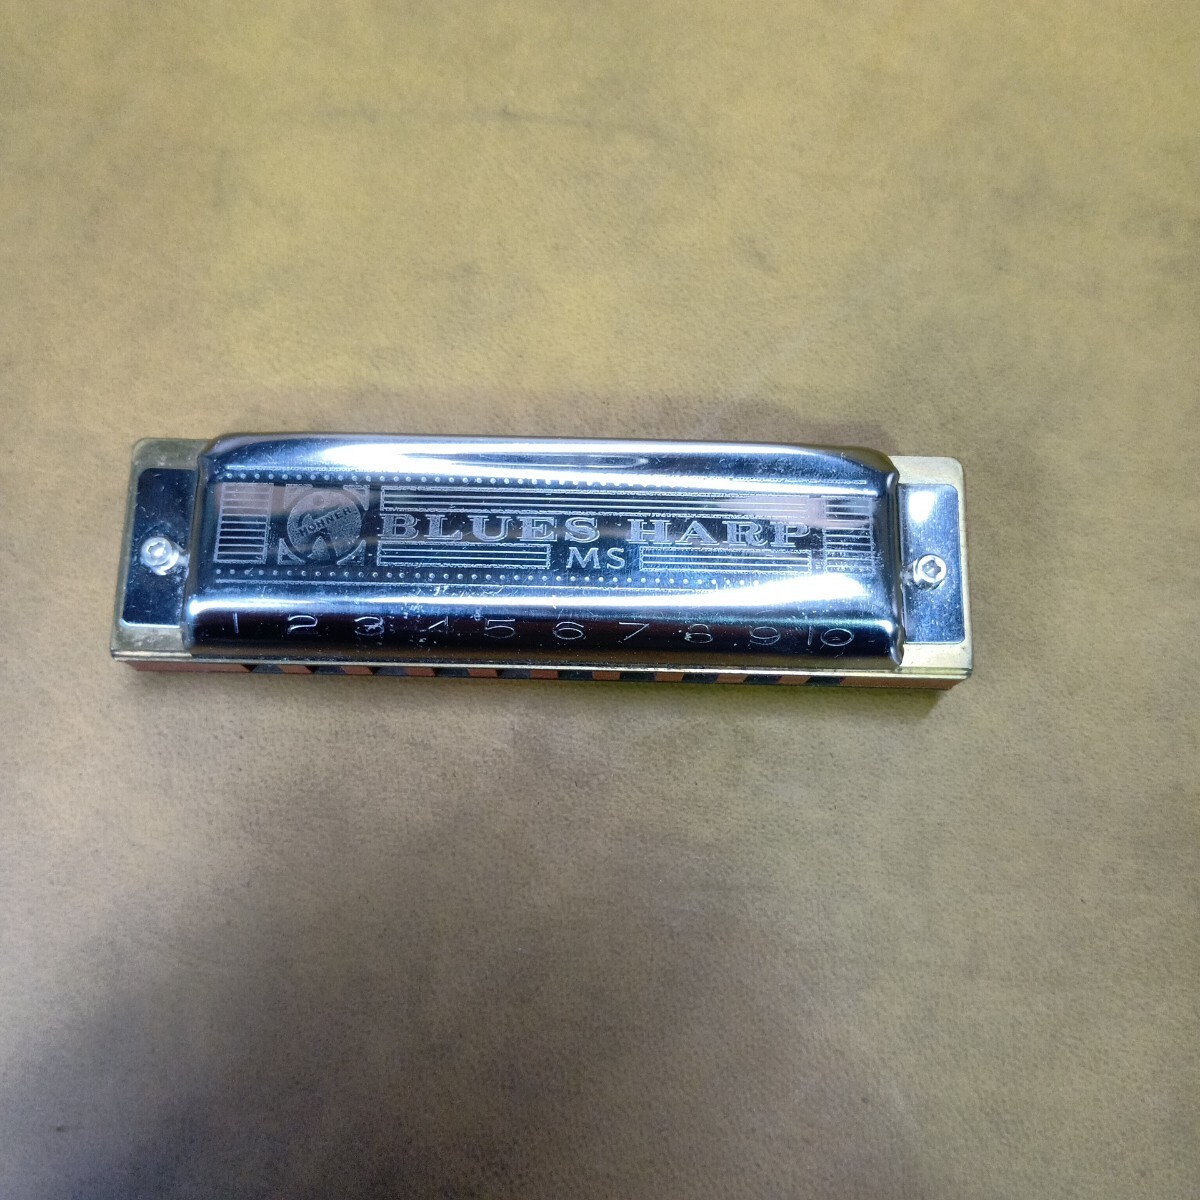 HOHNER
BLUES HARP
MS
1 2 3 4 5 6 7 8 9 10